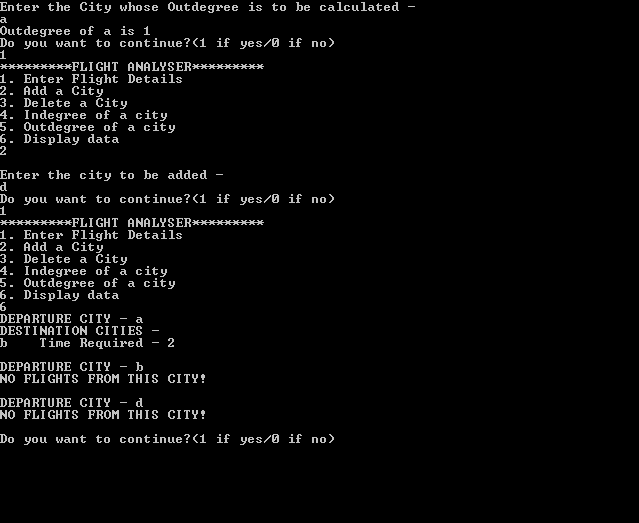 Enter the City whose Outdegree is to be calculated -
a
Outdegree of a is 1
Do you want to continue?(1 if yes/0 if no)
1
*********FLIGHT ANALYSER*********
1. Enter Flight Details
2. Add a City
3. Delete a City
4. Indegree of a city
5. Outdegree of a city
6. Display data
2
Enter the city to be added -
d
Do you want to continue?(1 if yes/0 if no)
1
*********FLIGHT ANALYSER*********
1. Enter Flight Details
2. Add a City
3. Delete a City
4. Indegree of a city
5. Outdegree of a city
6. Display data
6
DEPARTURE CITY - a
DESTINATION CITIES -
b    Time Required - 2
DEPARTURE CITY - b
NO FLIGHTS FROM THIS CITY!
DEPARTURE CITY - d
NO FLIGHTS FROM THIS CITY!
Do you want to continue?(1 if yes/0 if no)